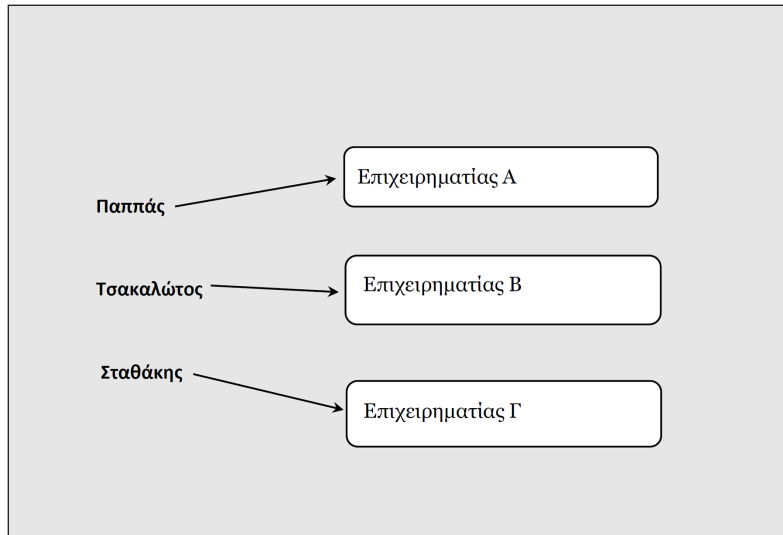 Επιχειρηματίας Α
Παππάς
Επιχειρηματίας Β
Τσακαλώτος
Σταθάκης
Επιχειρηματίας Γ